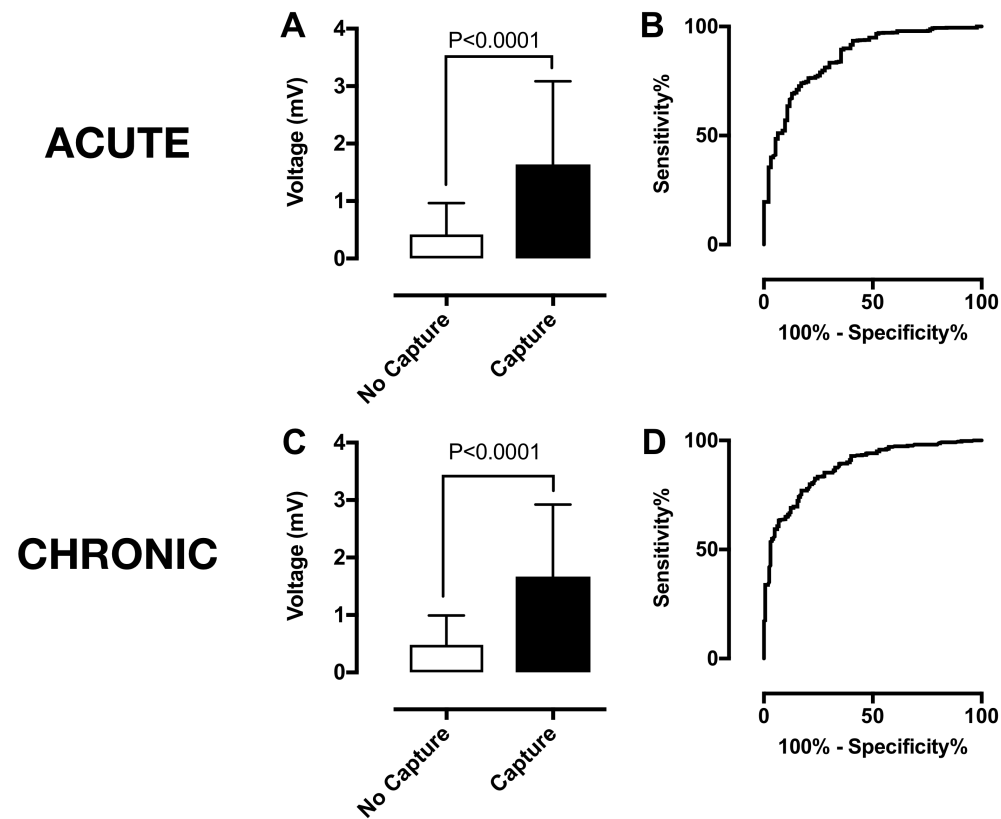 ACUTE
A
Voltage (mV)
4
3
2
1
0
P<0.0001
No Capture
Capture
B
Sensitivity%
100
50
0
0 50 100
100% - Specificity%
CHRONIC
C
Voltage (mV)
4
3
2
1
0
P<0.0001
No Capture
Capture
D
Sensitivity%
100
50
0
0 50 100
100% - Specificity%